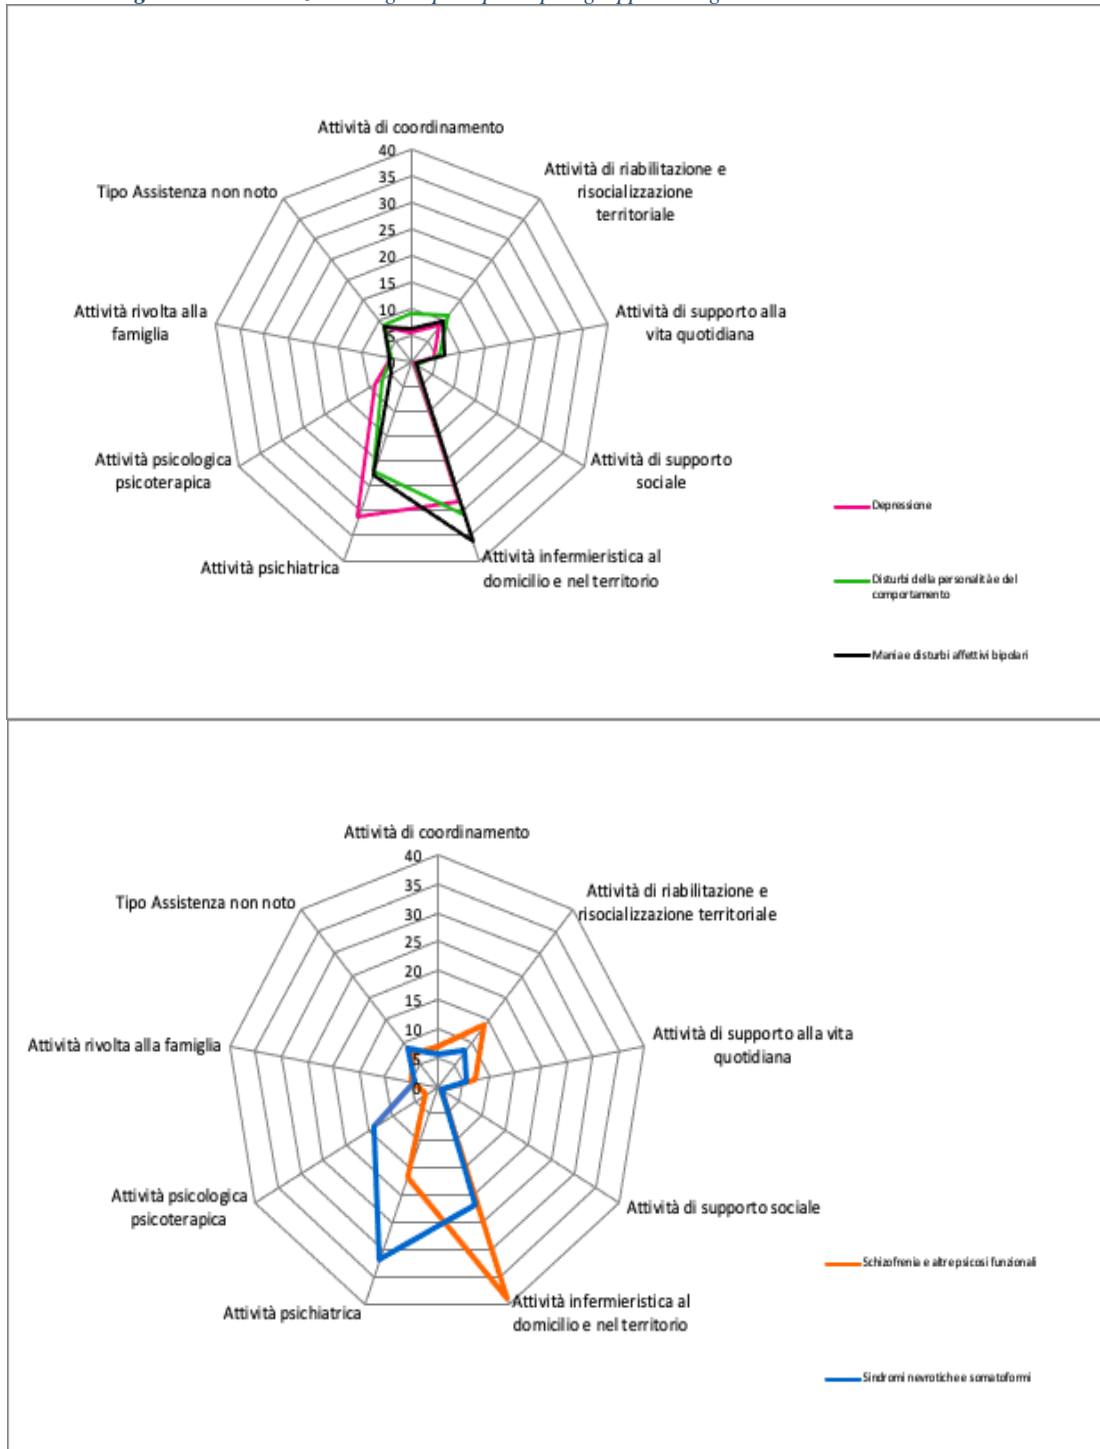 Attività di coordinamento
40
35
30
25
20
15
10
5
0
Attività di riabilitazione e
risocializzazione
territoriale
Attività di supporto alla
vita quotidiana
Attività di supporto
sociale
Attività infermieristica al
domicilio e nel territorio
Attività psichiatrica
Attività psicologica
psicoterapica
Attività rivolta alla
famiglia
Tipo Assistenza non noto
Depressione
Disturbi della personalità e del
comportamento
Mania e disturbi affettivi bipolari
Attività di coordinamento
40
35
30
25
20
15
10
5
0
Attività di riabilitazione e
risocializzazione territoriale
Attività di supporto alla vita
quotidiana
Attività di supporto sociale
Attività infermieristica al
domicilio e nel territorio
Attività psichiatrica
Attività psicologica
psicoterapica
Attività rivolta alla famiglia
Tipo Assistenza non noto
Schizofrenia e altre psicosi funzionali
Sindromi nevrotiche e somatoformi